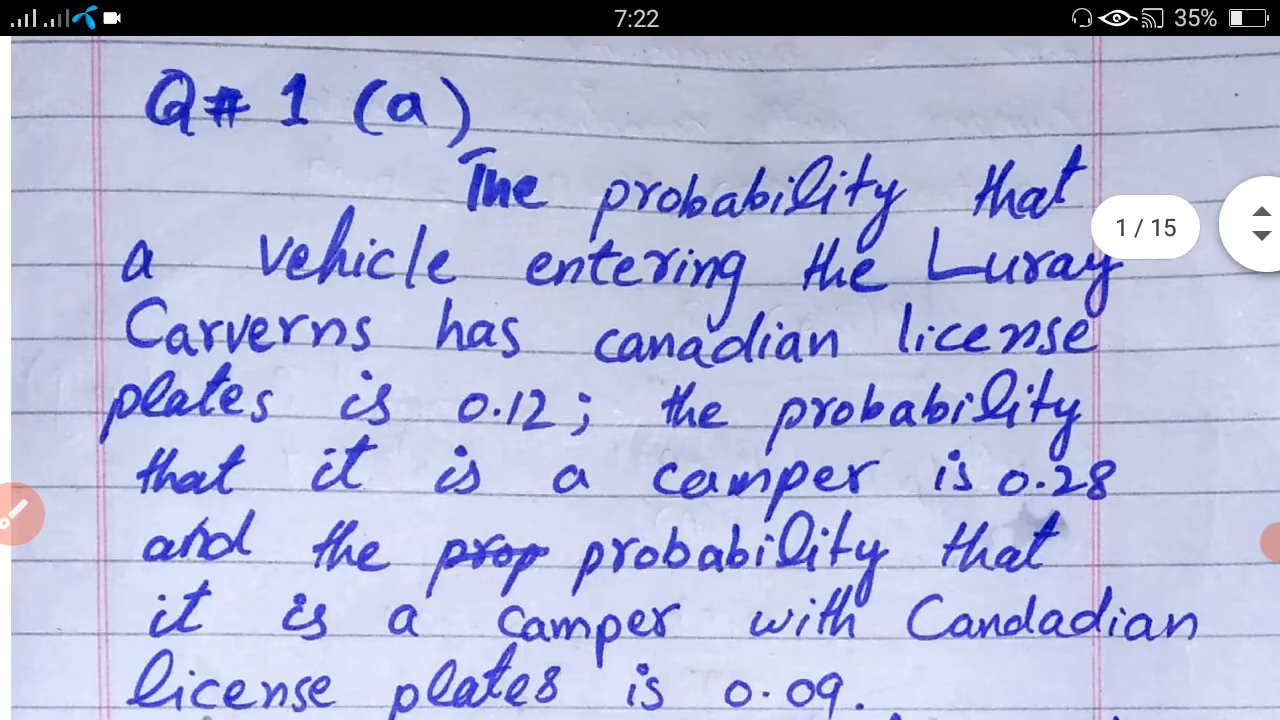 7:22
35%
Q# 1 (a)
The probability that
1 / 15
a vehicle entering the Luray
Carverns has canadian license
plates is 0.12; the probability
that it is a camper is 0.28
and the prop probability that
it is a camper with Candadian
license plates is 0.09.